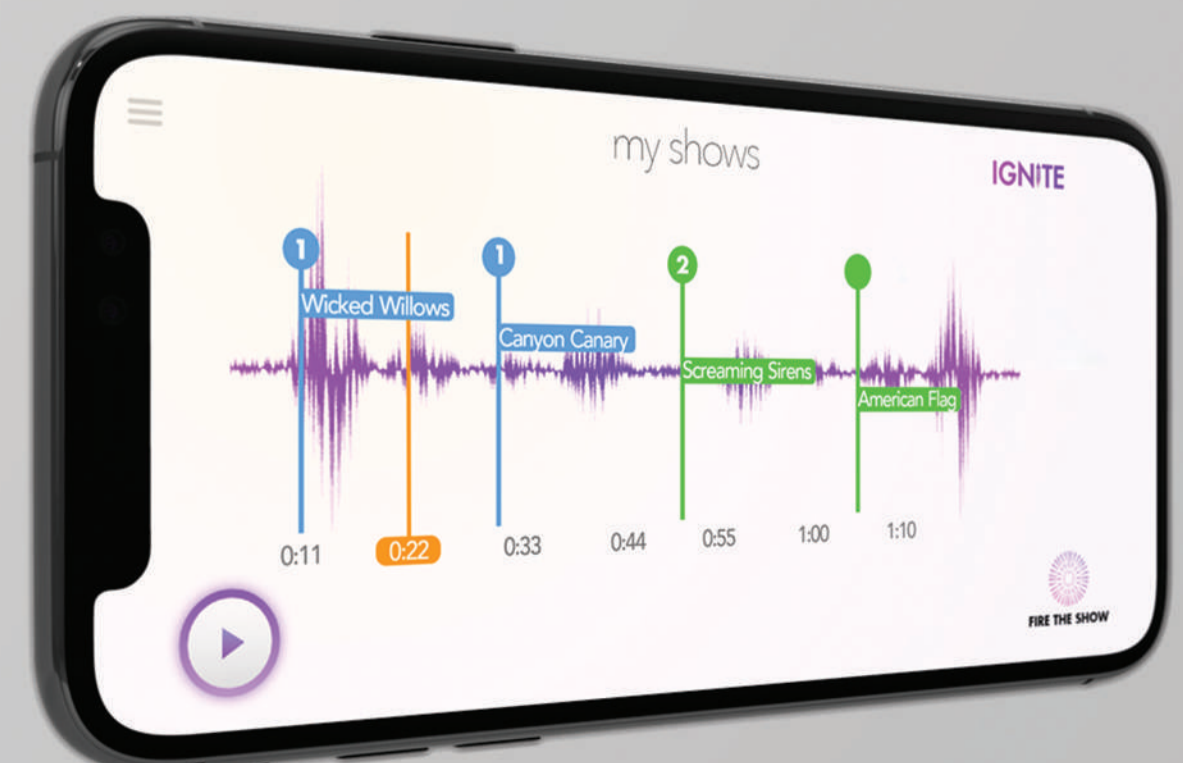 my shows
IGNITE
1
1
2
Wicked Willows
Canyon Canary
Screaming Sirens
American Flag
0:11
0:22
0:33
0:44
0:55
1:00
1:10
FIRE THE SHOW